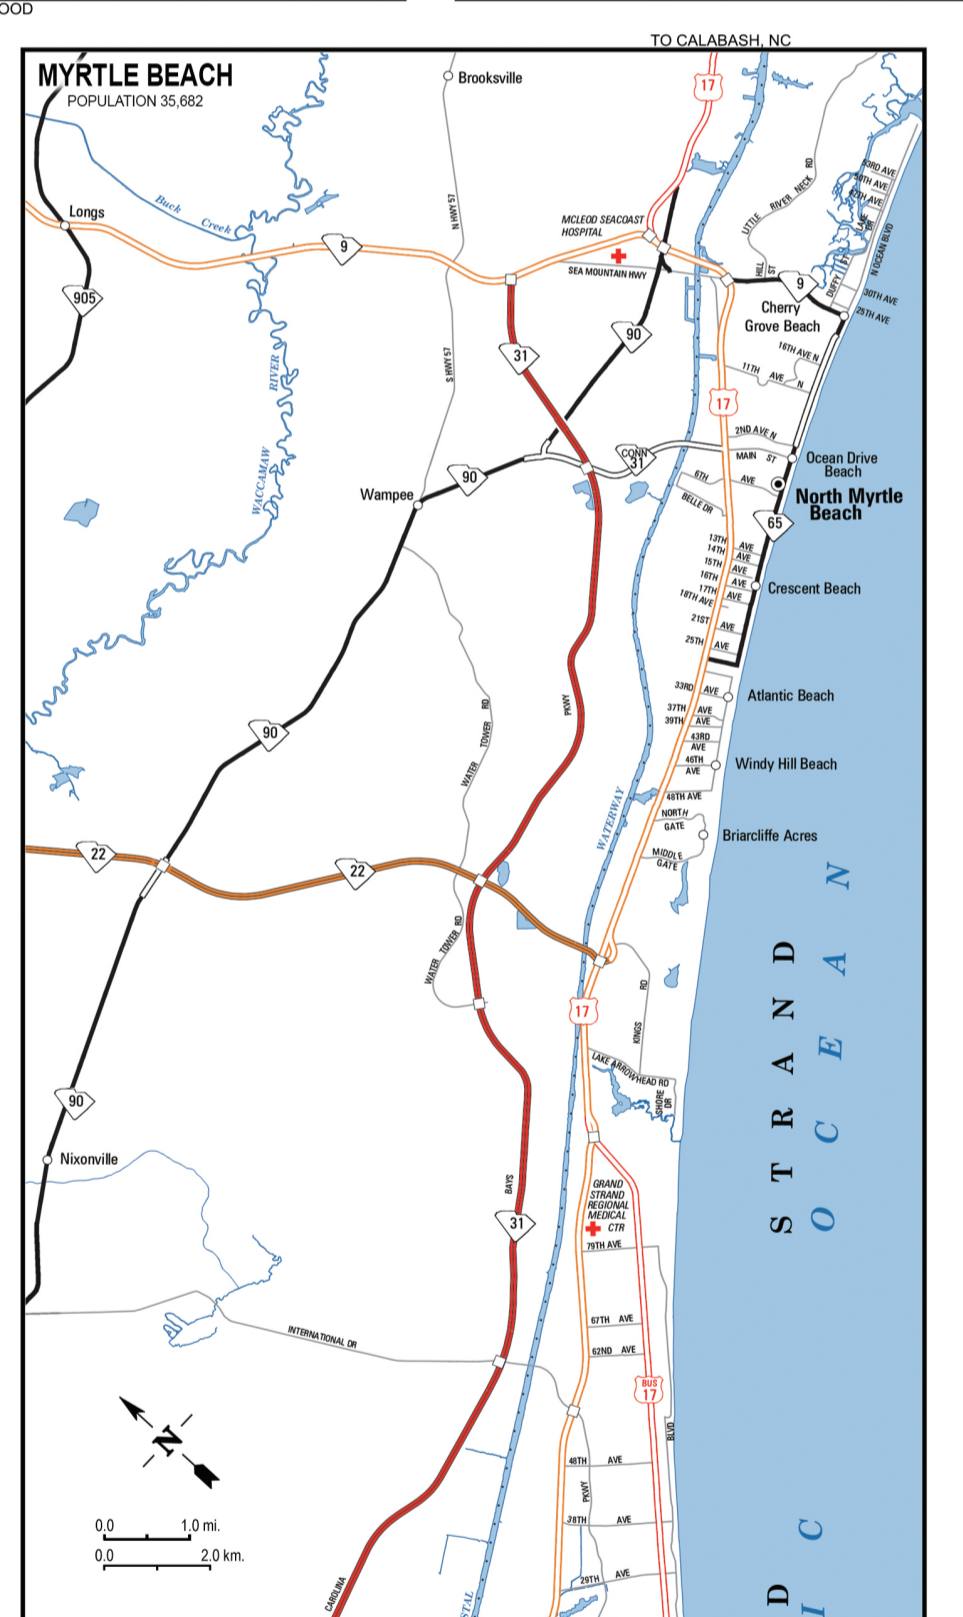 OOD
TO CALABASH, NC
MYRTLE BEACH
POPULATION 35,682
17
Brooksville
LITTLE RIVER NECK RD
53RD AVE
50TH AVE
47TH AVE
LAKE
DR
N OCEAN BLVD
N HWY 57
Buck Creek
Longs
MCLEOD SEACOAST
HOSPITAL
9
SEA MOUNTAIN HWY
HILL
ST
DUFFY ST
9
905
Cherry
Grove Beach
30TH AVE
25TH AVE
90
31
S HWY 57
RIVER
WACCAMAW
16TH AVE N
11TH AVE N
17
2ND AVE N
MAIN ST
CONN
31
Ocean Drive
Beach
90
6TH AVE
Wampee
North Myrtle
Beach
BELLE DR
65
13TH AVE
14TH AVE
15TH AVE
16TH AVE
17TH AVE
18TH AVE
Crescent Beach
21ST AVE
25TH AVE
33RD AVE
Atlantic Beach
PKWY
WATER TOWER RD
37TH AVE
39TH AVE
43RD
AVE
46TH
AVE
Windy Hill Beach
90
48TH AVE
WATERWAY
NORTH
GATE
Briarcliffe Acres
MIDDLE
GATE
22
22
WATER TOWER RD
17
KINGS RD
LAKE ARROWHEAD RD
SHORE
DR
STRAND
OCEAN
90
Nixonville
BAYS
31
GRAND
STRAND
REGIONAL
MEDICAL
CTR
79TH AVE
67TH AVE
62ND AVE
INTERNATIONAL DR
BUS
17
BLVD
N
48TH AVE
PKWY
38TH AVE
29TH AVE
0.0 1.0 mi.
0.0 2.0 km.
CAROLINA
STAL
D
I C